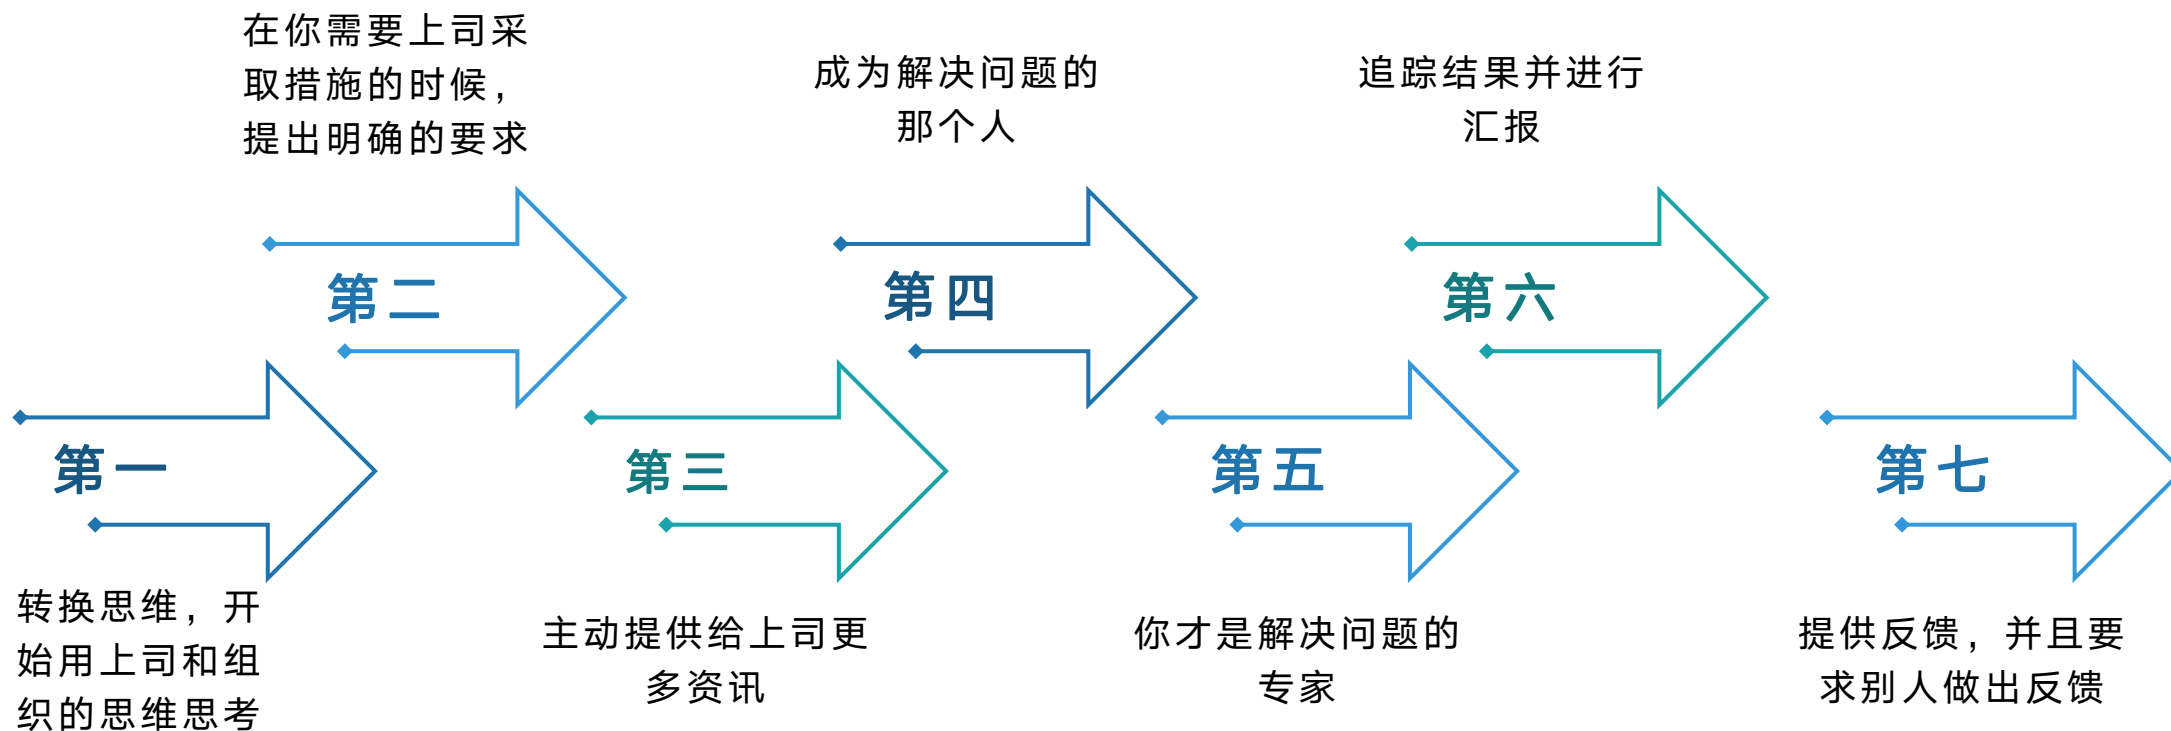 第一
转换思维，开
始用上司和组
织的思维思考
第二
在你需要上司采
取措施的时候，
提出明确的要求
第三
主动提供给上司更
多资讯
第四
成为解决问题的
那个人
第五
你才是解决问题的
专家
第六
追踪结果并进行
汇报
第七
提供反馈，并且要
求别人做出反馈